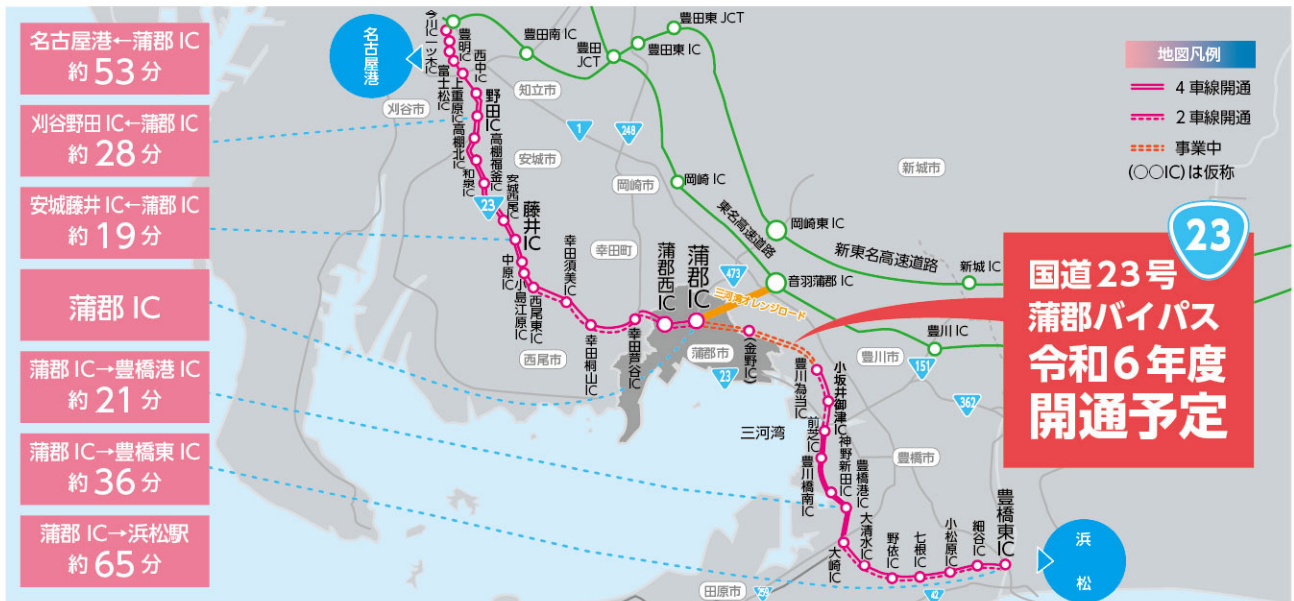 名古屋港←蒲郡 IC
約 53 分
刈谷野田 IC←蒲郡 IC
約 28 分
安城藤井 IC←蒲郡 IC
約 19 分
蒲郡 IC
蒲郡 IC→豊橋港 IC
約 21 分
蒲郡 IC→豊橋東 IC
約 36 分
蒲郡 IC→浜松駅
約 65 分
名古屋港
今川IC
一ツ木IC
富士松IC
豊明IC
上重原IC
西中IC
野田IC
高棚北IC
高棚福釜IC
和泉IC
安城西尾IC
23
藤井IC
中原IC
小島江原IC
西尾東IC
幸田須美IC
幸田桐山IC
幸田芦谷IC
蒲郡西IC
蒲郡IC
(金野IC)
豊川為当IC
小坂井御津IC
前芝IC
豊川橋南IC
神野新田IC
豊橋港IC
大崎IC
大清水IC
野依IC
七根IC
小松原IC
細谷IC
豊橋東IC
浜松
豊田南 IC
豊田 JCT
豊田東 IC
豊田東 JCT
岡崎 IC
岡崎東 IC
東名高速道路
新東名高速道路
音羽蒲郡 IC
新城 IC
豊川 IC
三河湾オレンジロード
刈谷市
知立市
安城市
岡崎市
幸田町
西尾市
蒲郡市
新城市
豊川市
豊橋市
田原市
三河湾
1
248
473
23
151
362
259
42
地図凡例
4 車線開通
2 車線開通
事業中
(○○IC)は仮称
23
国道23号
蒲郡バイパス
令和6年度
開通予定